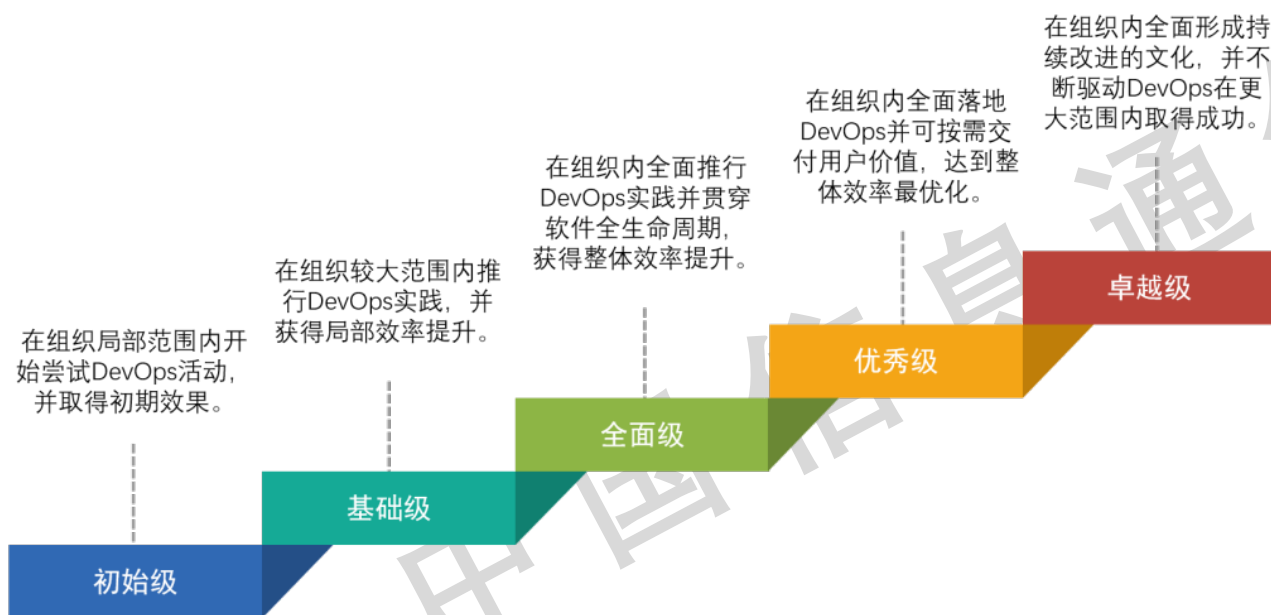 在组织局部范围内开
始尝试DevOps活动,
并取得初期效果。
初始级
在组织较大范围内推
行DevOps实践，并
获得局部效率提升。
基础级
在组织内全面推行
DevOps实践并贯穿
软件全生命周期,
获得整体效率提升。
全面级
在组织内全面落地
DevOps并可按需交
付用户价值，达到整
体效率最优化。
优秀级
在组织内全面形成持
续改进的文化，并不
断驱动DevOps在更
大范围内取得成功。
卓越级
中国信息通